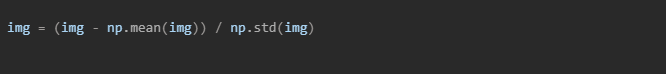 img = (img - np.mean(img)) / np.std(img)